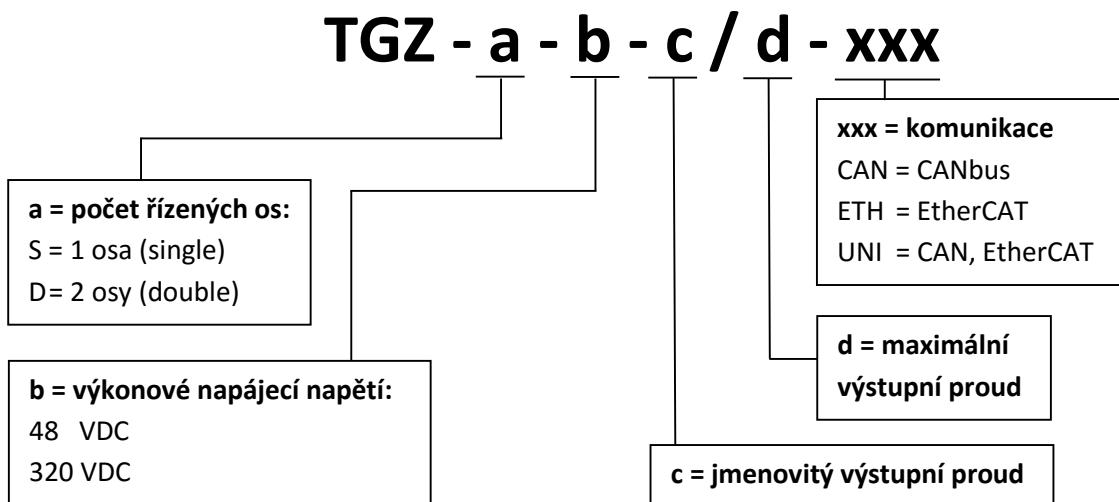 TGZ - a - b - c / d - xxx
xxx = komunikace
CAN = CANbus
ETH = EtherCAT
UNI = CAN, EtherCAT
a = počet řízených os:
S = 1 osa (single)
D= 2 osy (double)
d = maximální
výstupní proud
b = výkonové napájecí napětí:
48 VDC
320 VDC
c = jmenovitý výstupní proud